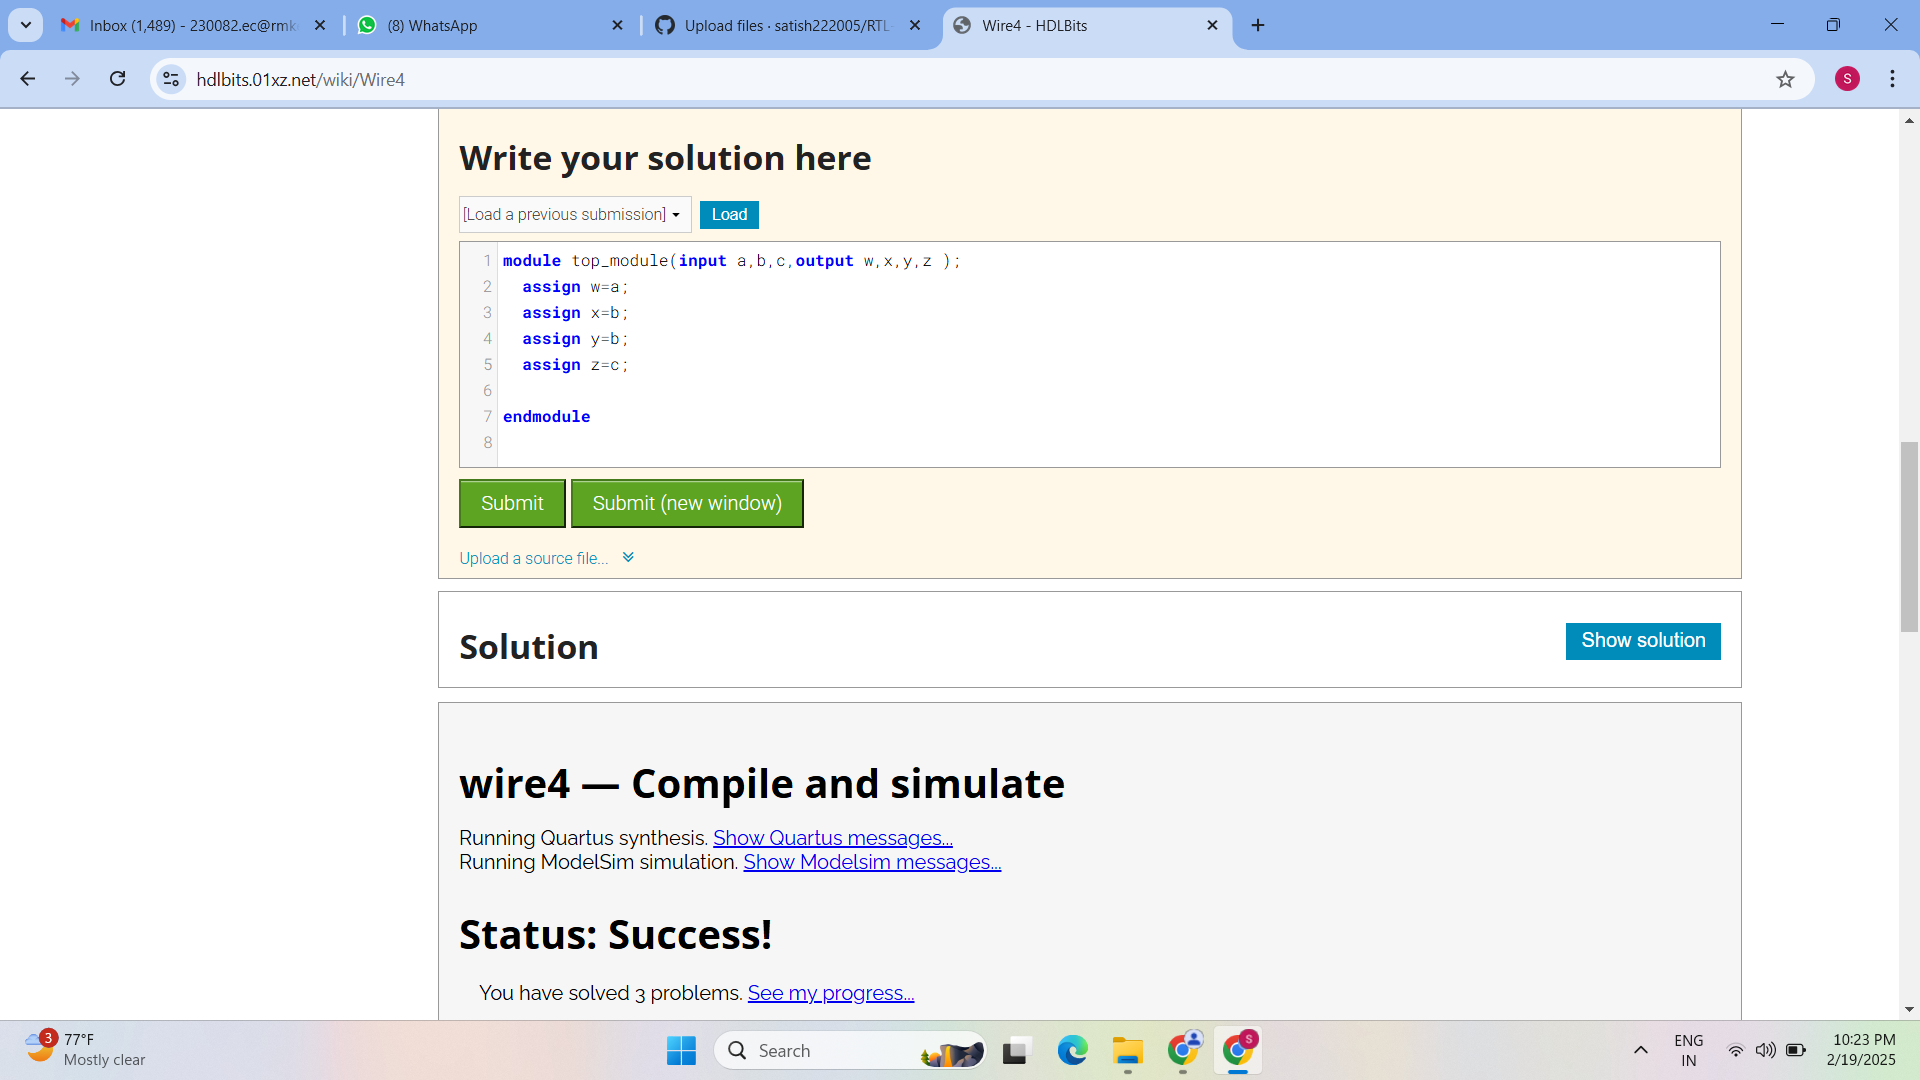 Inbox (1,489) - 230082.ec@rmk
(8) WhatsApp
Upload files · satish222005/RTL-
Wire4 - HDLBits
hdlbits.01xz.net/wiki/Wire4
S
Write your solution here
[Load a previous submission]
Load
1 module top_module(input a,b,c,output w,x,y,z );
2 assign w=a;
3 assign x=b;
4 assign y=b;
5 assign z=c;
6
7 endmodule
8
Submit
Submit (new window)
Upload a source file...
Solution
Show solution
wire4 — Compile and simulate
Running Quartus synthesis. Show Quartus messages...
Running ModelSim simulation. Show Modelsim messages...
Status: Success!
You have solved 3 problems. See my progress...
3
77°F
Mostly clear
Search
S
ENG
IN
10:23 PM
2/19/2025